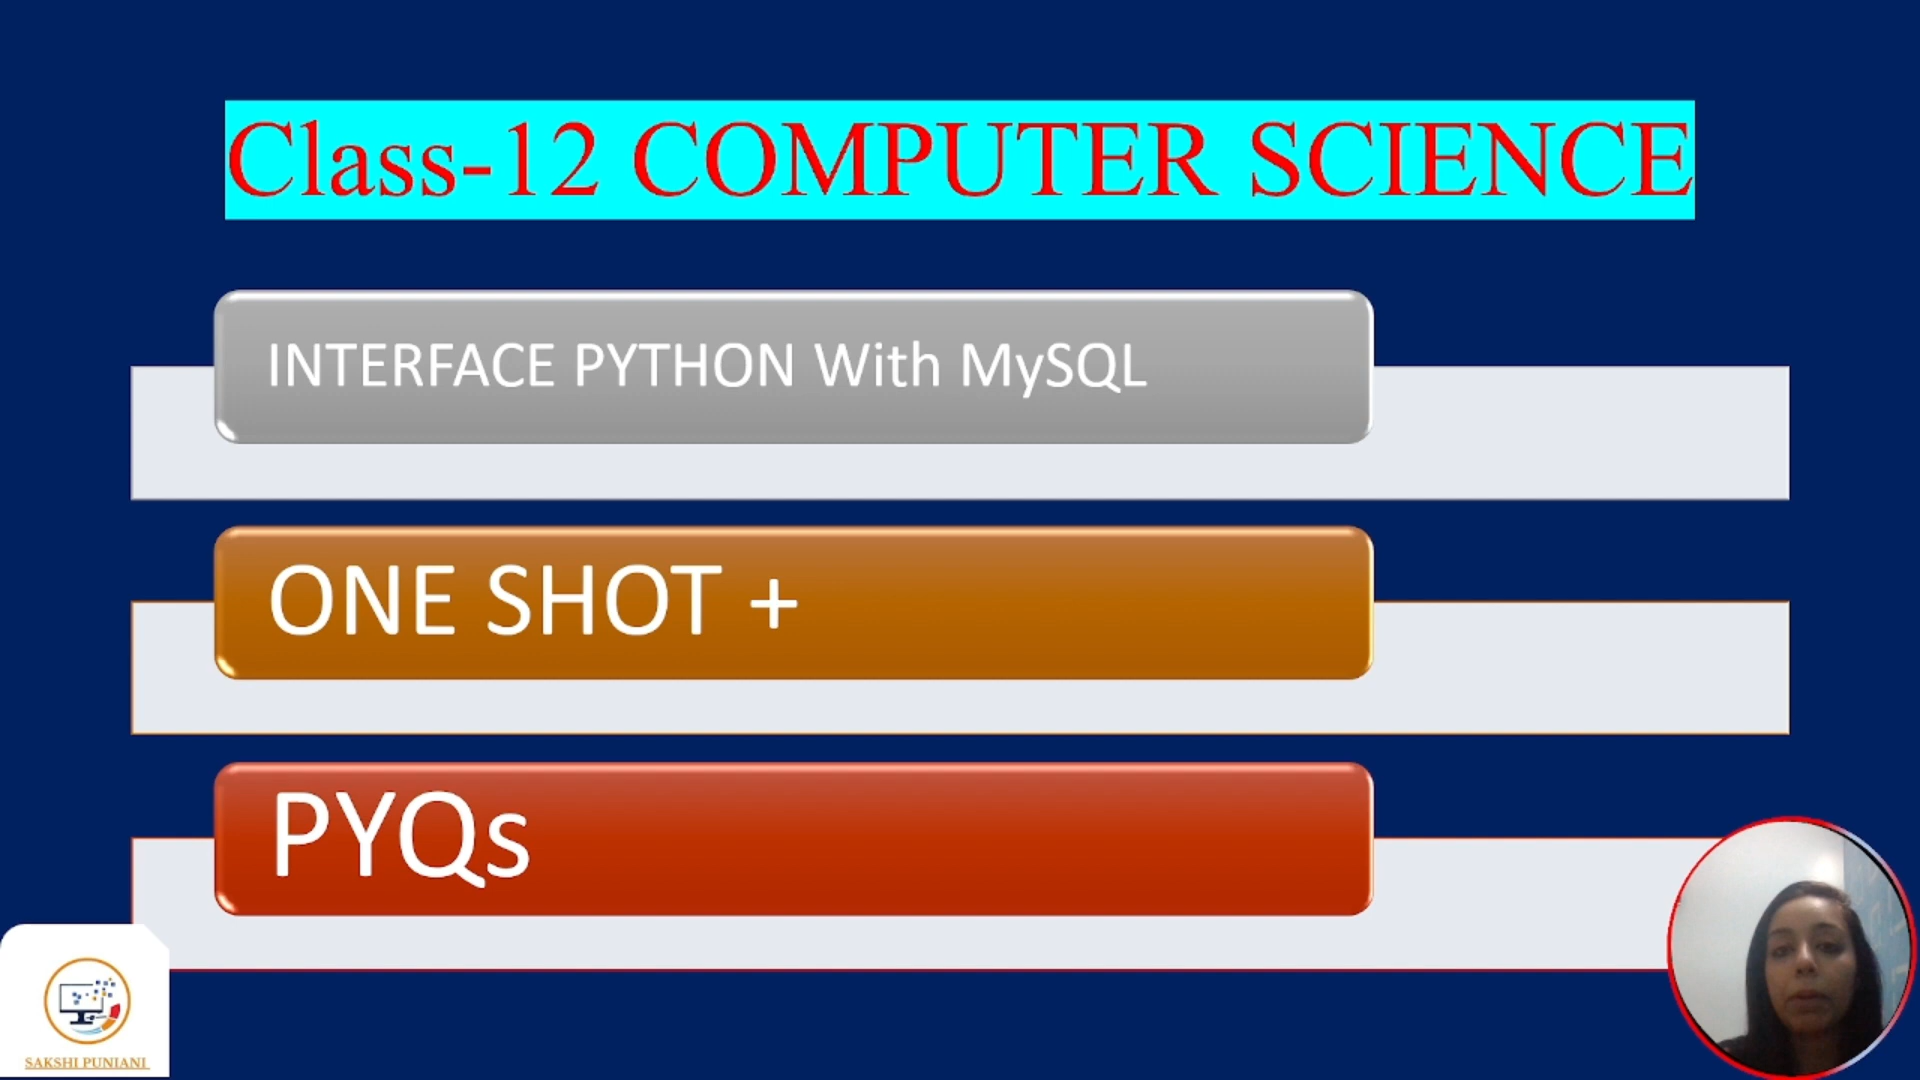 Class-12 COMPUTER SCIENCE
INTERFACE PYTHON With MySQL
ONE SHOT +
PYQs
SAKSHI PUNIANI